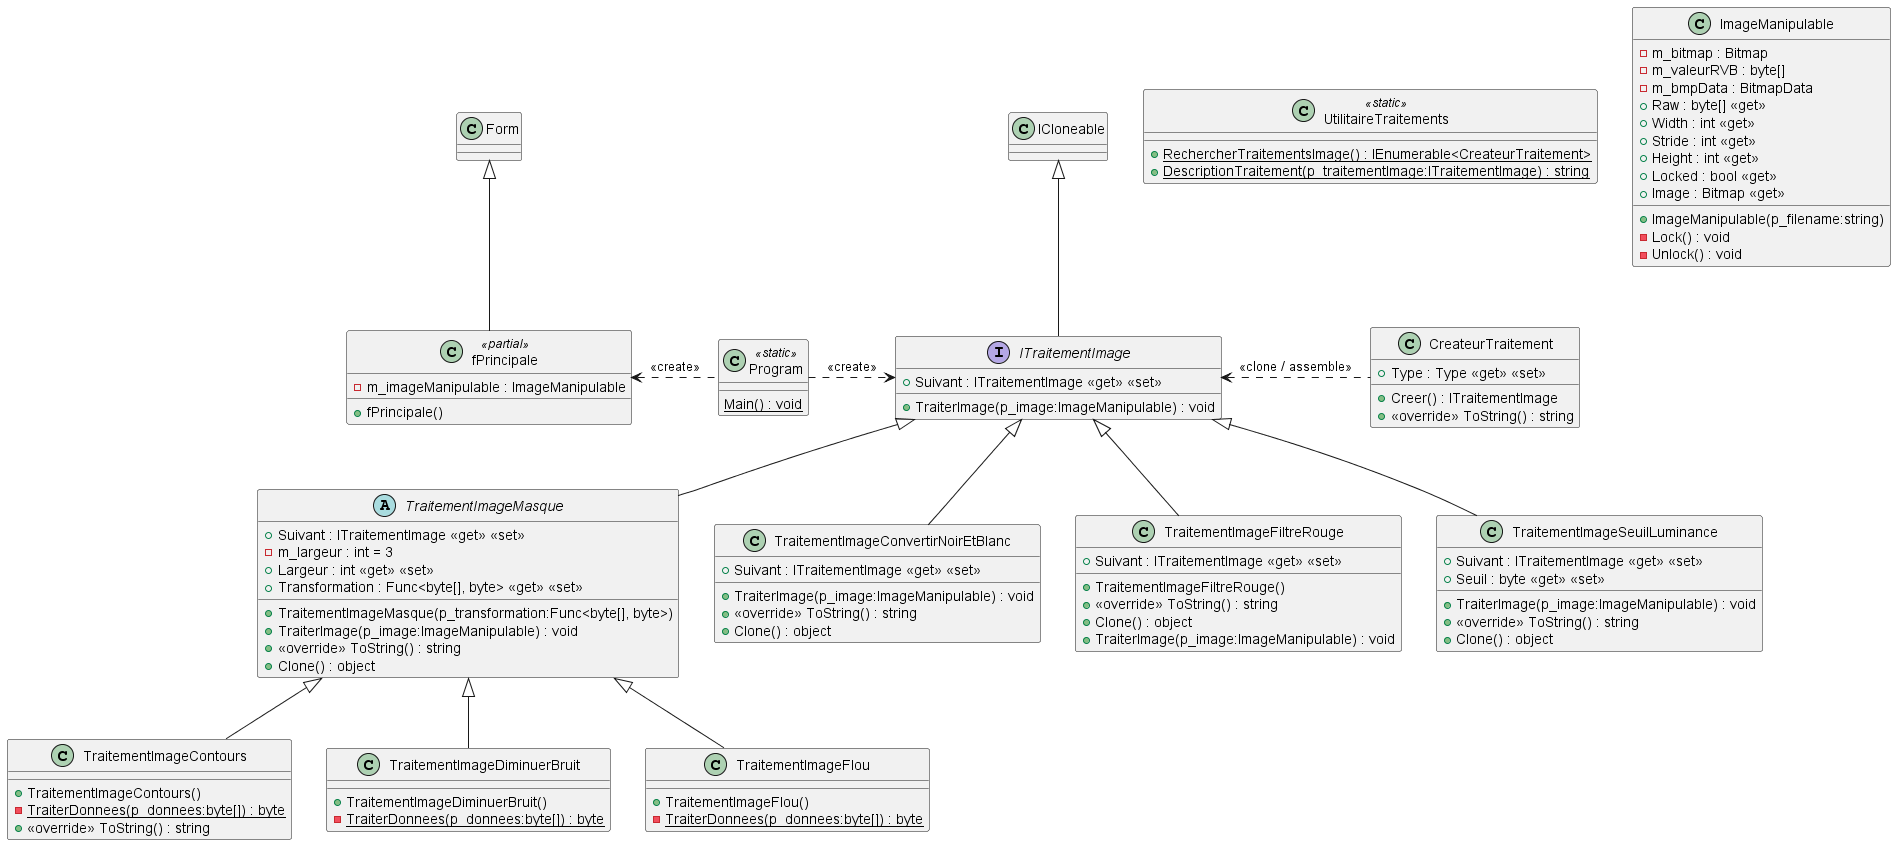 C ImageManipulable
m_bitmap : Bitmap
m_valeurRVB : byte[]
m_bmpData : BitmapData
Raw : byte[] «get»
Width : int «get»
Stride : int «get»
Height : int «get»
Locked : bool «get»
Image : Bitmap «get»
ImageManipulable(p_filename:string)
Lock() : void
Unlock() : void
C Form
C ICloneable
C «static»
UtilitaireTraitements
RechercherTraitementsImage() : IEnumerable<CreateurTraitement>
DescriptionTraitement(p_traitementImage:ITraitementImage) : string
C «partial»
fPrincipale
m_imageManipulable : ImageManipulable
fPrincipale()
«create»
C «static»
Program
Main() : void
«create»
I ITraitementImage
Suivant : ITraitementImage «get» «set»
TraiterImage(p_image:ImageManipulable) : void
«clone / assemble»
C CreateurTraitement
Type : Type «get» «set»
Creer() : ITraitementImage
«override» ToString() : string
A TraitementImageMasque
Suivant : ITraitementImage «get» «set»
m_largeur : int = 3
Largeur : int «get» «set»
Transformation : Func<byte[], byte> «get» «set»
TraitementImageMasque(p_transformation:Func<byte[], byte>)
TraiterImage(p_image:ImageManipulable) : void
«override» ToString() : string
Clone() : object
C TraitementImageConvertirNoirEtBlanc
Suivant : ITraitementImage «get» «set»
TraiterImage(p_image:ImageManipulable) : void
«override» ToString() : string
Clone() : object
C TraitementImageFiltreRouge
Suivant : ITraitementImage «get» «set»
TraitementImageFiltreRouge()
«override» ToString() : string
Clone() : object
TraiterImage(p_image:ImageManipulable) : void
C TraitementImageSeuilLuminance
Suivant : ITraitementImage «get» «set»
Seuil : byte «get» «set»
TraiterImage(p_image:ImageManipulable) : void
«override» ToString() : string
Clone() : object
C TraitementImageContours
TraitementImageContours()
TraiterDonnees(p_donnees:byte[]) : byte
«override» ToString() : string
C TraitementImageDiminuerBruit
TraitementImageDiminuerBruit()
TraiterDonnees(p_donnees:byte[]) : byte
C TraitementImageFlou
TraitementImageFlou()
TraiterDonnees(p_donnees:byte[]) : byte